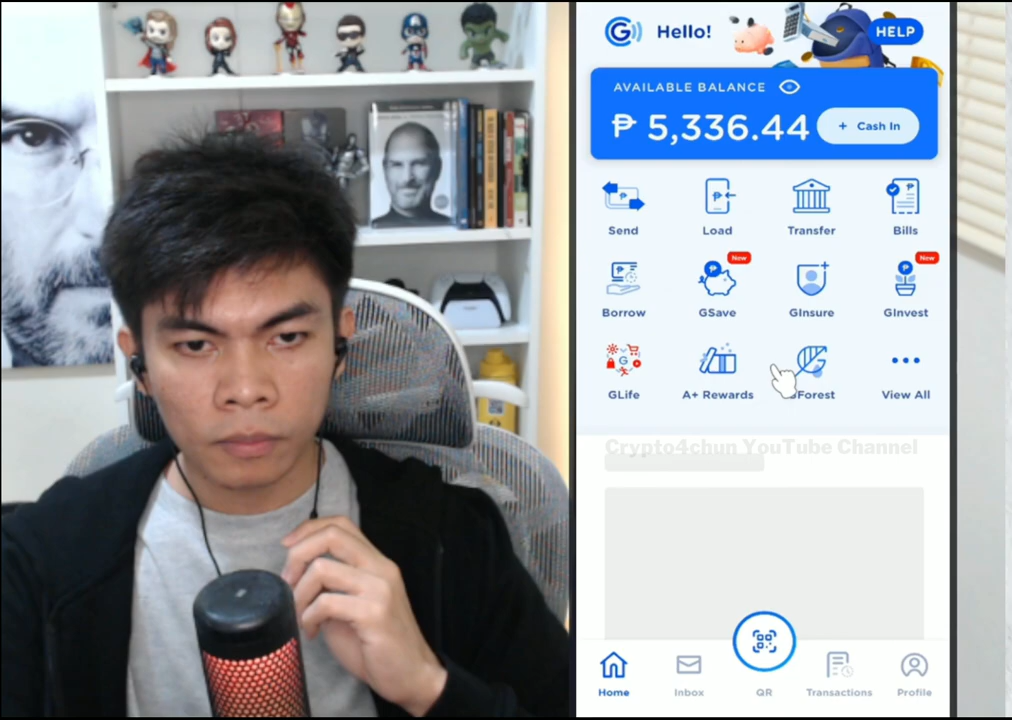 Hello!
HELP
AVAILABLE BALANCE
₱ 5,336.44
+ Cash In
Send
Load
Transfer
Bills
New
New
Borrow
GSave
GInsure
GInvest
GLife
A+ Rewards
GForest
View All
Crypto4chun YouTube Channel
Home
Inbox
QR
Transactions
Profile